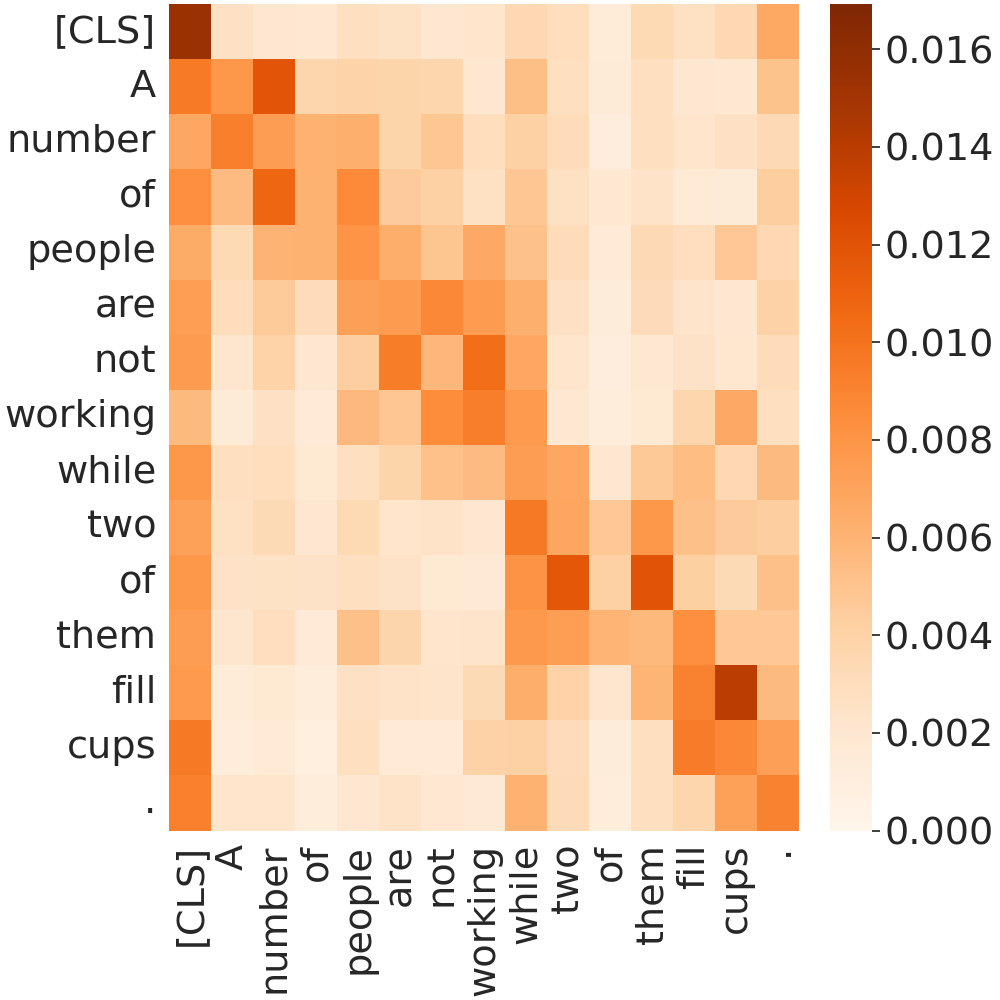 [CLS]
A
number
of
people
are
not
working
while
two
of
them
fill
cups
.
[CLS]
A
number
of
people
are
not
working
while
two
of
them
fill
cups
.
0.016
0.014
0.012
0.010
0.008
0.006
0.004
0.002
0.000